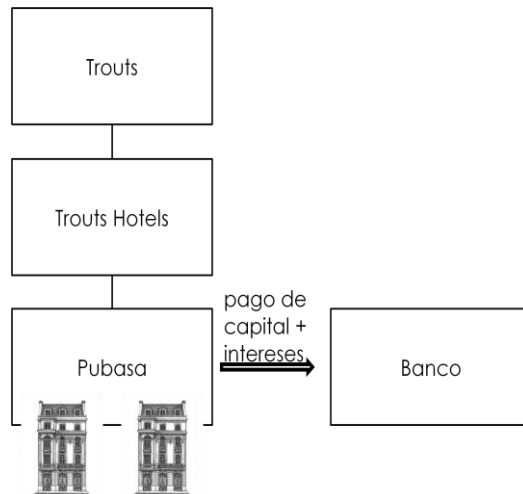 Trouts
Trouts Hotels
pago de
capital +
intereses
Pubasa
Banco